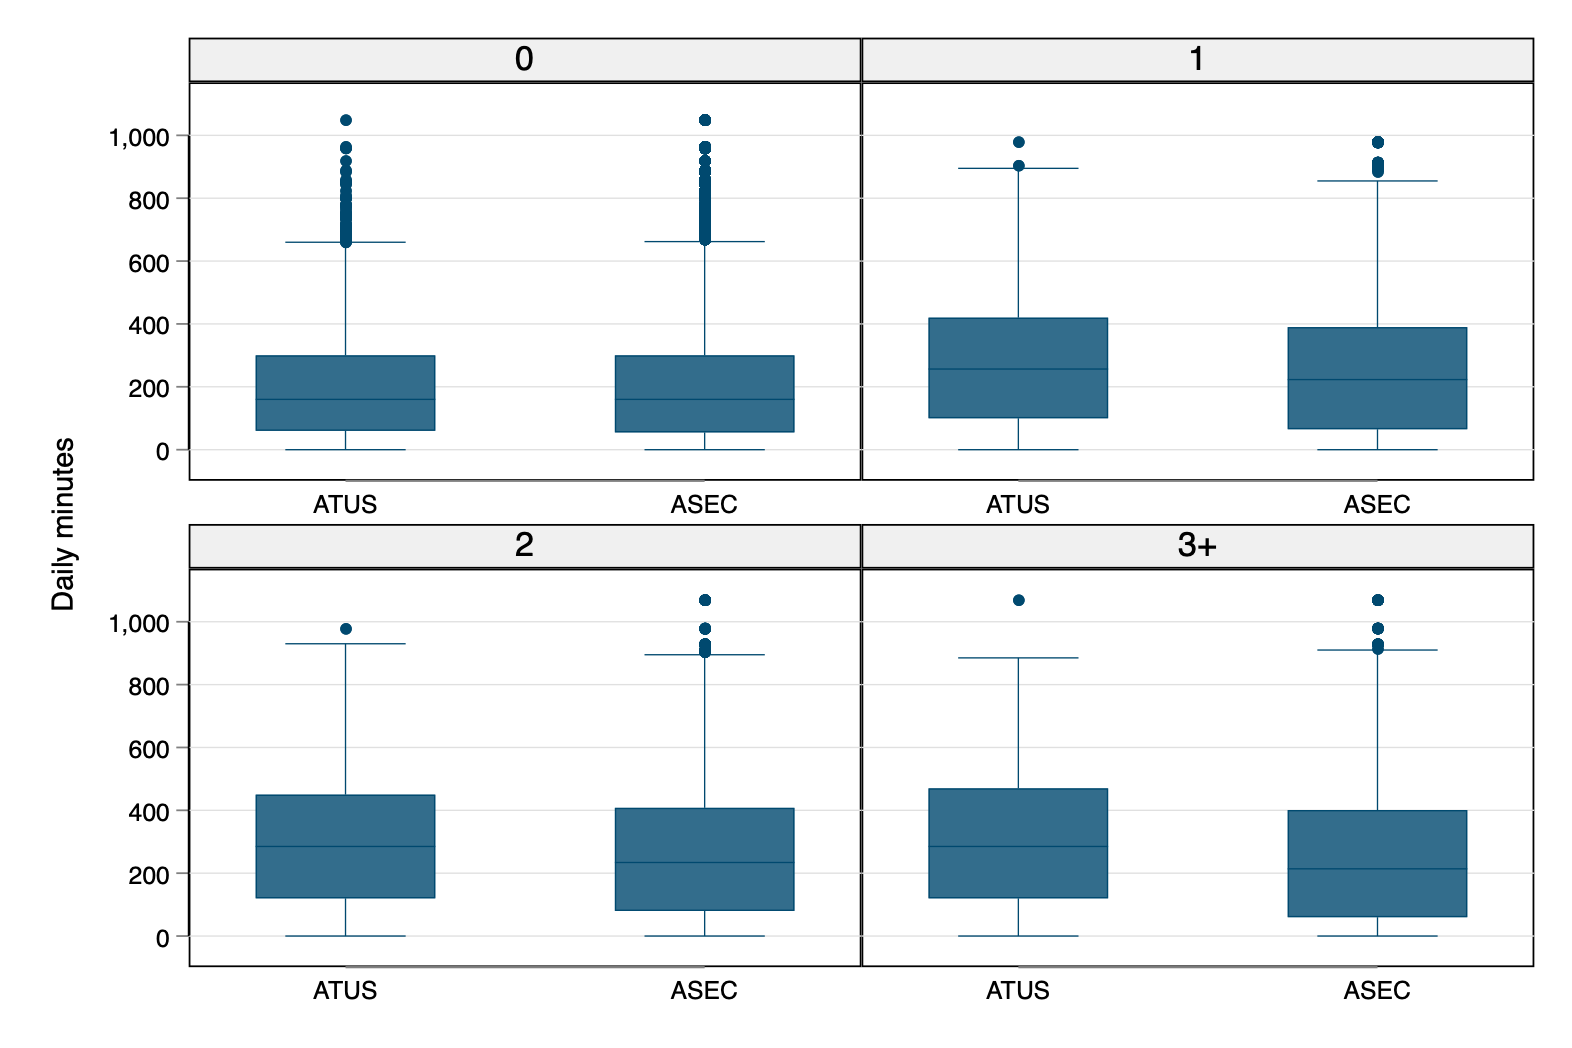 Daily minutes
0
1
1,000
800
600
400
200
0
ATUS
ASEC
ATUS
ASEC
2
3+
1,000
800
600
400
200
0
ATUS
ASEC
ATUS
ASEC